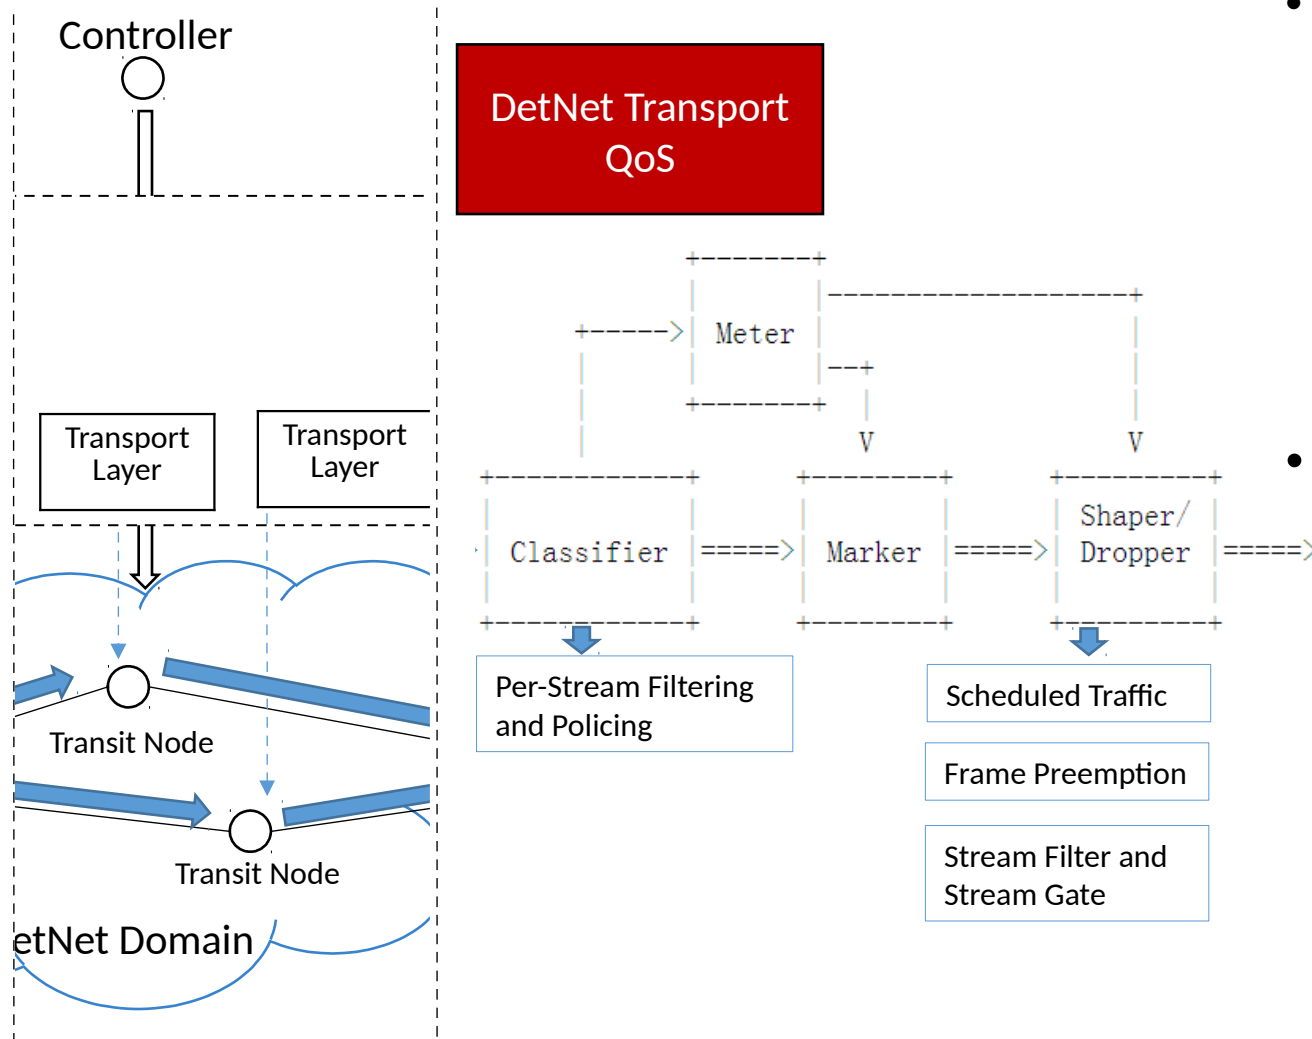 Controller
DetNet Transport
QoS
Meter
V
V
Transport
Layer
Transport
Layer
Classifier
=====>
Marker
=====>
Shaper/
Dropper
=====>
Per-Stream Filtering
and Policing
Scheduled Traffic
Frame Preemption
Stream Filter and
Stream Gate
Transit Node
Transit Node
etNet Domain